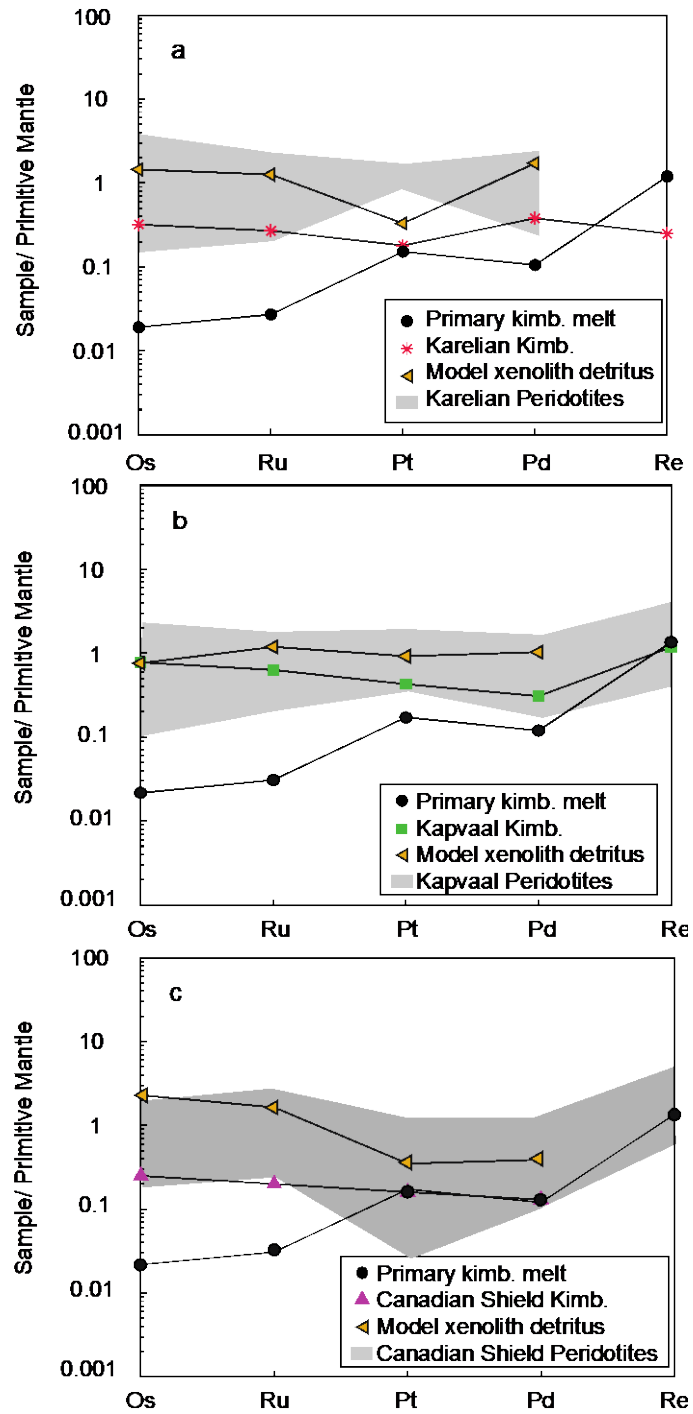 a
100
10
1
0.1
0.01
0.001
Sample/ Primitive Mantle
Primary kimb. melt
Karelian Kimb.
Model xenolith detritus
Karelian Peridotites
Os Ru Pt Pd Re
b
100
10
1
0.1
0.01
0.001
Sample/ Primitive Mantle
Primary kimb. melt
Kapvaal Kimb.
Model xenolith detritus
Kapvaal Peridotites
Os Ru Pt Pd Re
c
100
10
1
0.1
0.01
0.001
Sample/ Primitive Mantle
Primary kimb. melt
Canadian Shield Kimb.
Model xenolith detritus
Canadian Shield Peridotites
Os Ru Pt Pd Re